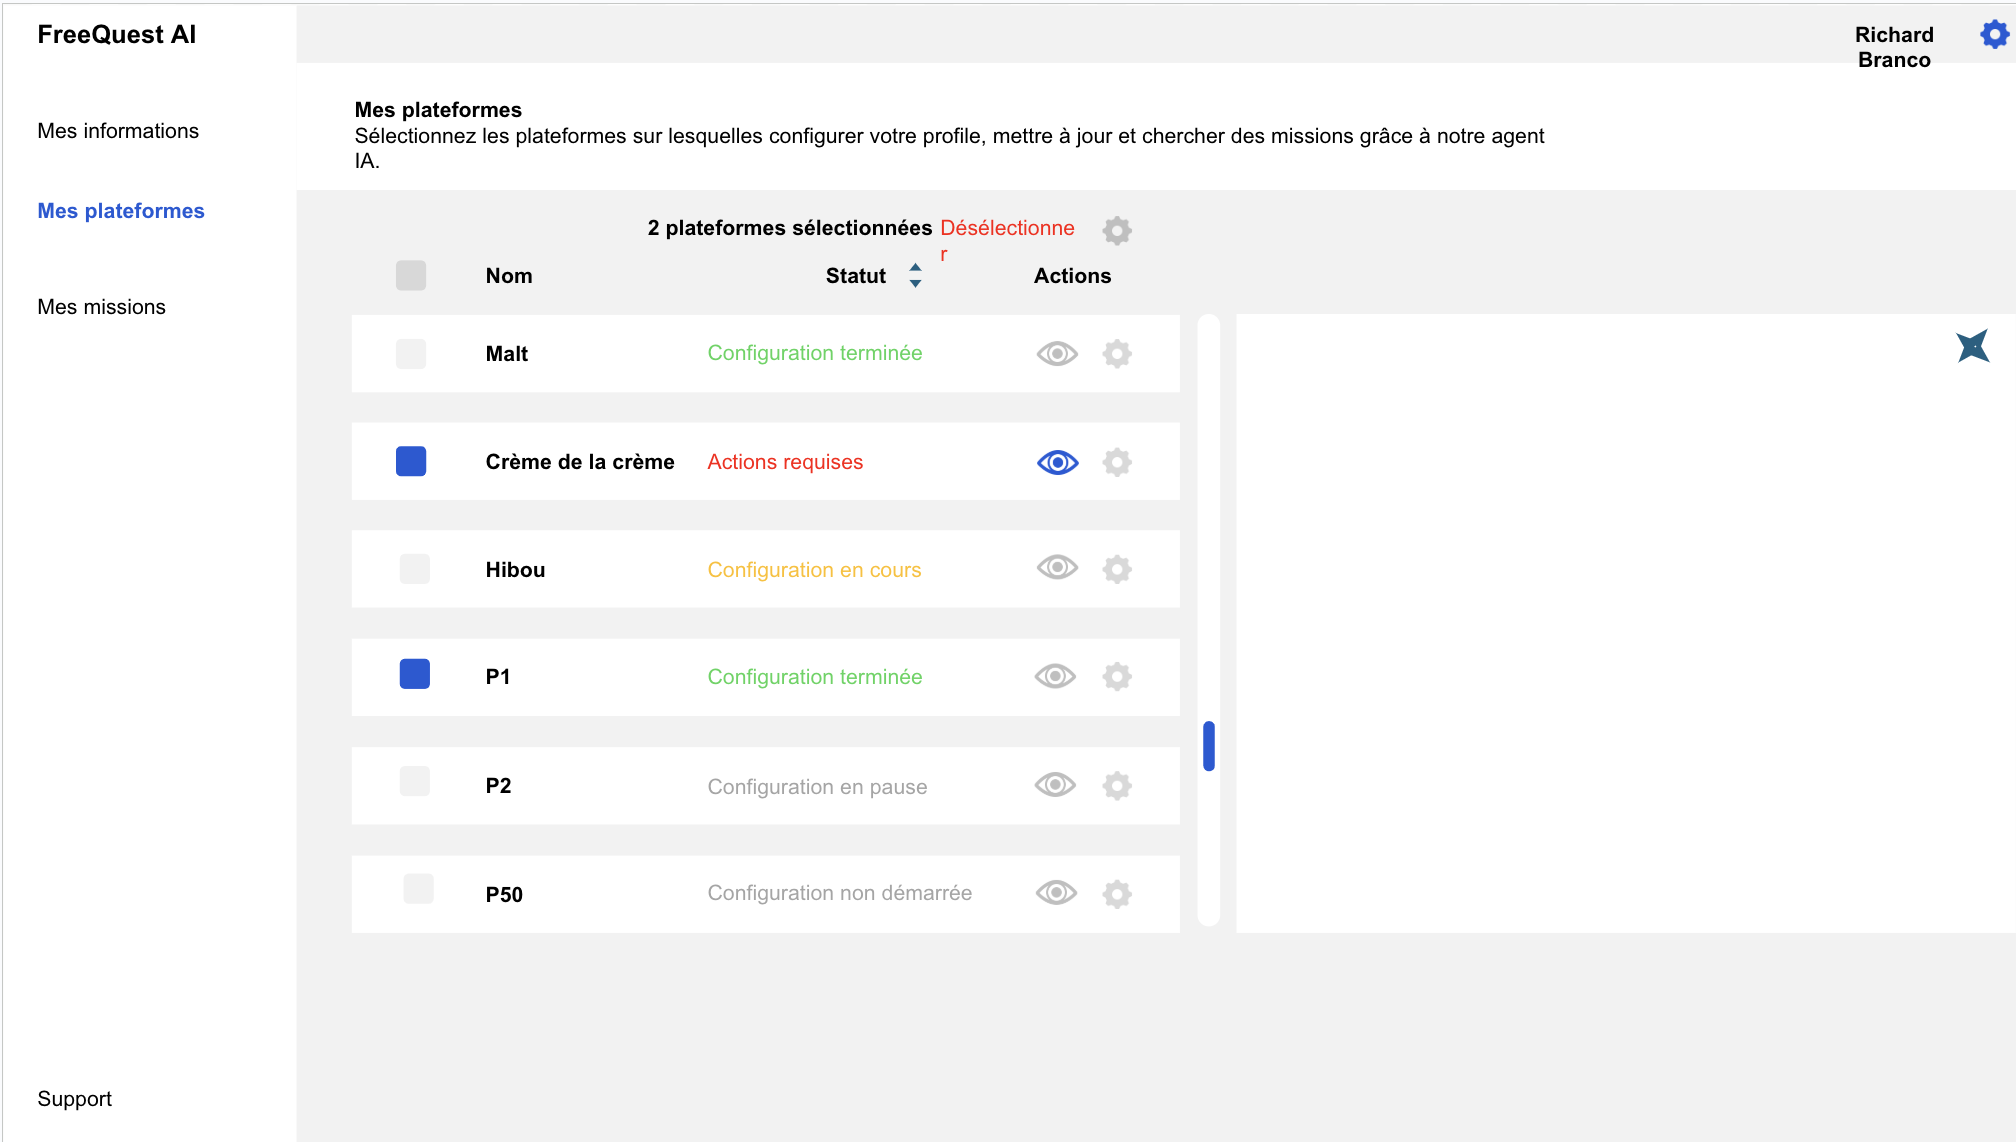 FreeQuest AI
Richard
Branco
Mes informations
Mes plateformes
Mes missions
Support
Mes plateformes
Sélectionnez les plateformes sur lesquelles configurer votre profile, mettre à jour et chercher des missions grâce à notre agent
IA.
2 plateformes sélectionnées Désélectionne
r
Nom Statut Actions
Malt Configuration terminée
Crème de la crème Actions requises
Hibou Configuration en cours
P1 Configuration terminée
P2 Configuration en pause
P50 Configuration non démarrée